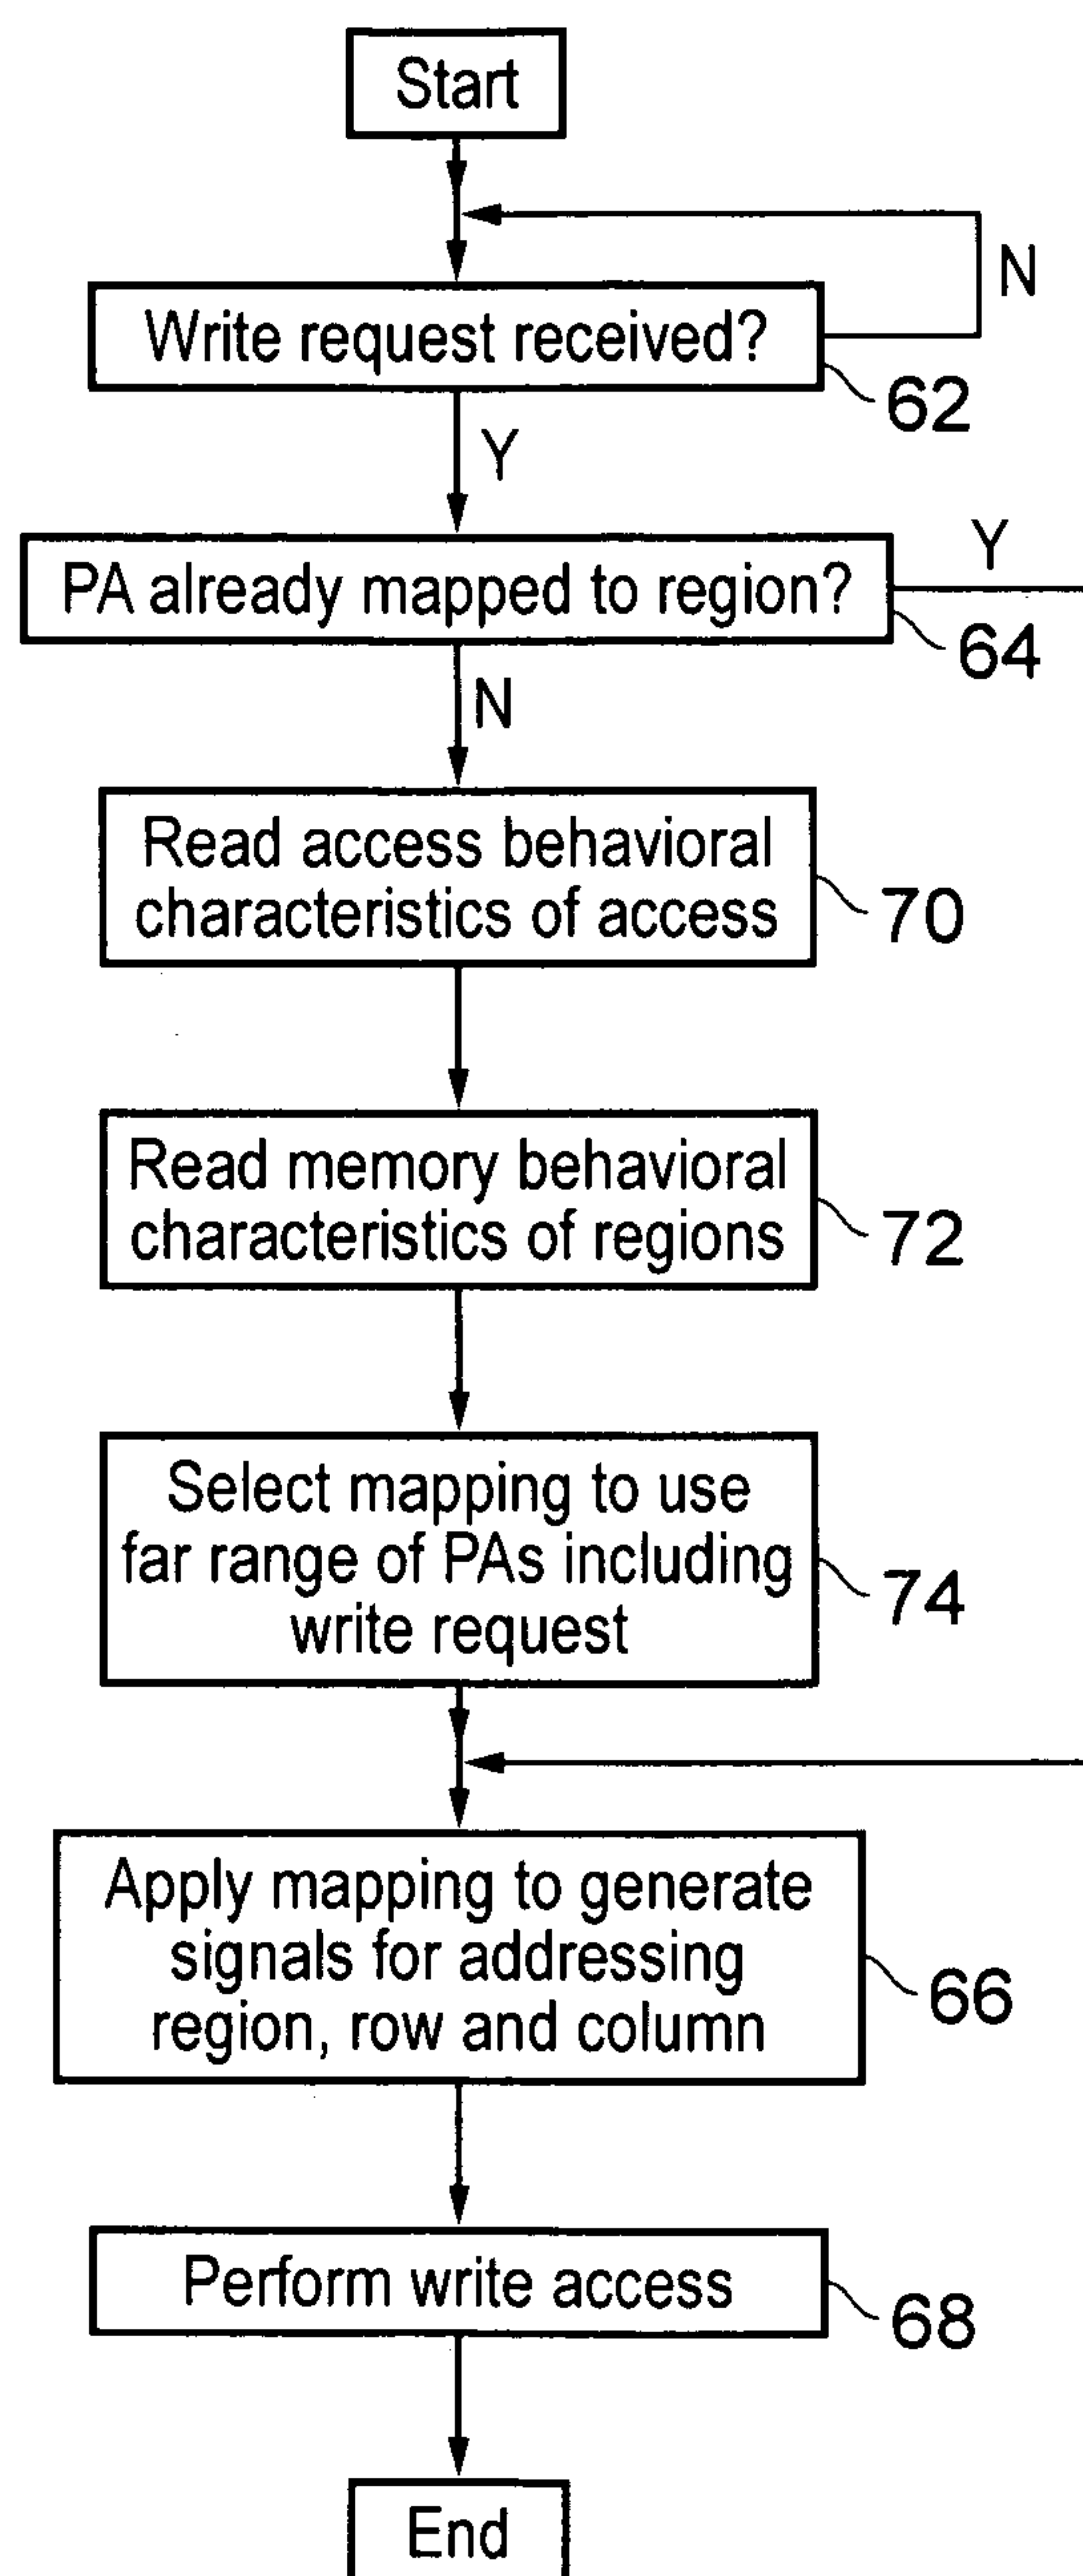 Start
N
Write request received?
62
Y
PA already mapped to region?
Y
64
N
Read access behavioral
characteristics of access
70
Read memory behavioral
characteristics of regions
72
Select mapping to use
far range of PAs including
write request
74
Apply mapping to generate
signals for addressing
region, row and column
66
Perform write access
68
End